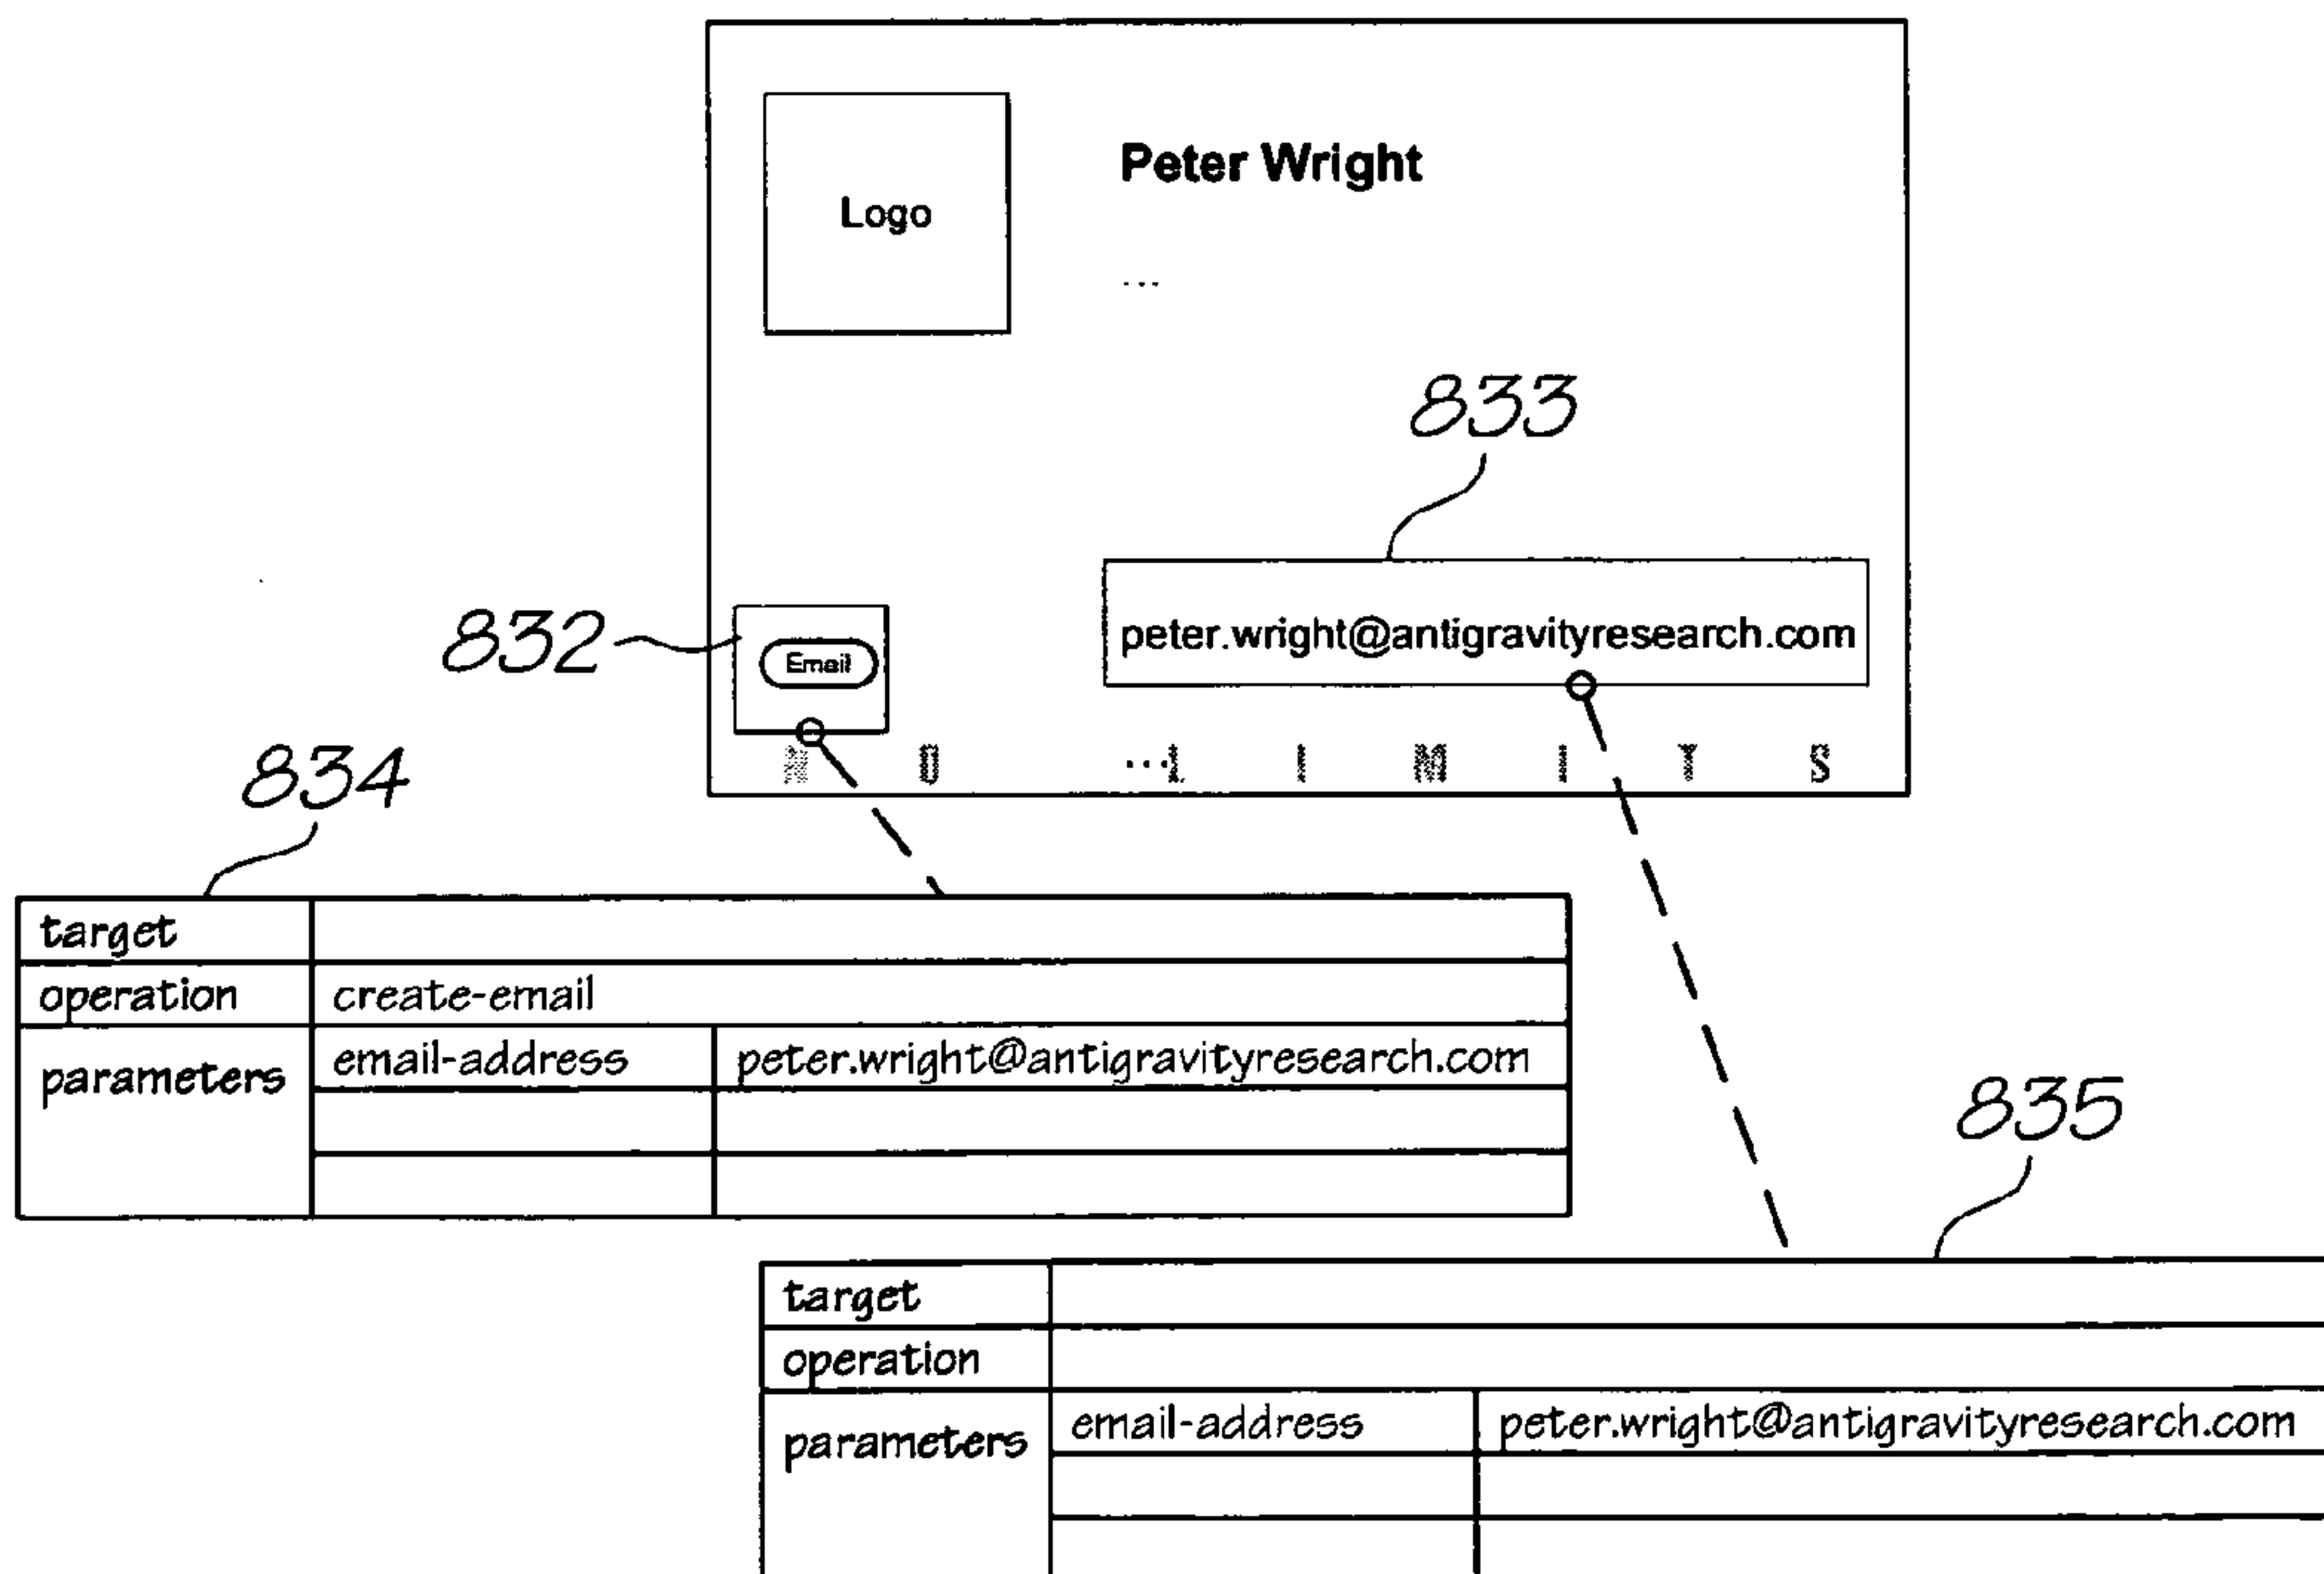 Peter Wright
Logo
...
833
peter.wright@antigravityresearch.com
832
Email
N O ...L I M I T S
834
target
operation create-email
parameters email-address peter.wright@antigravityresearch.com
835
target
operation
parameters email-address peter.wright@antigravityresearch.com